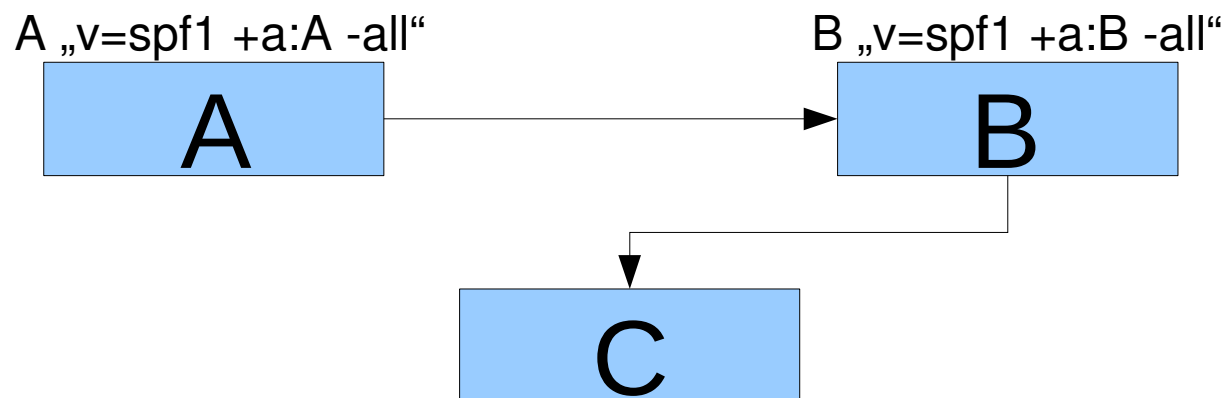 A „v=spf1 +a:A -all“
B „v=spf1 +a:B -all“
A
B
C